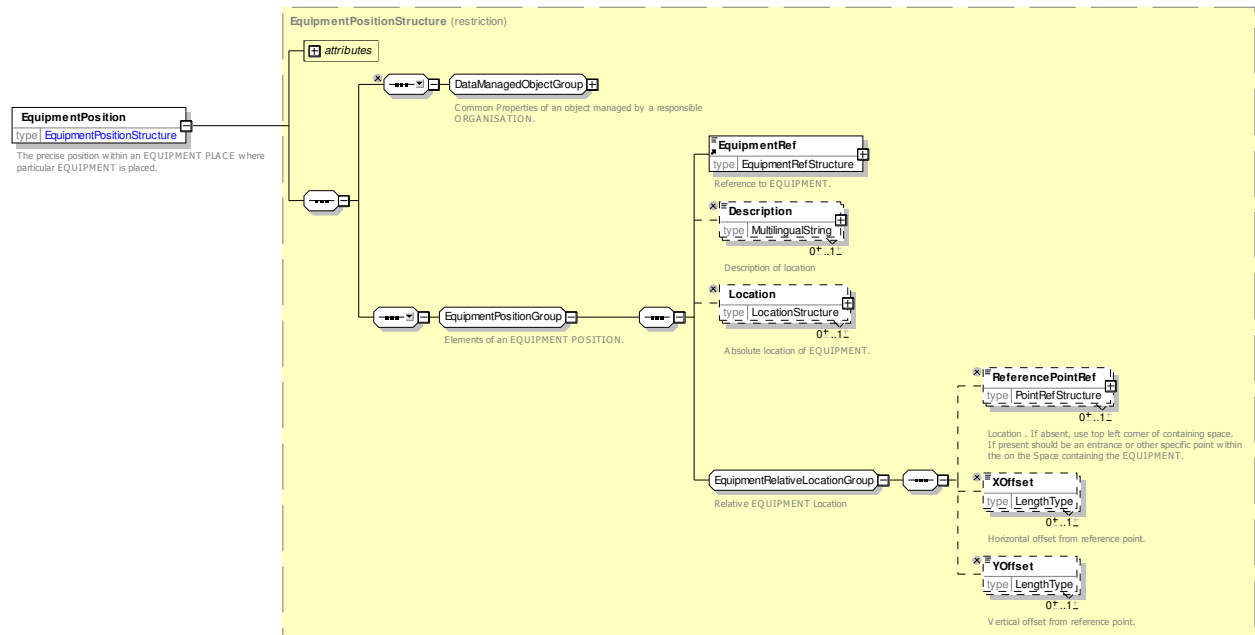 EquipmentPositionStructure (restriction)
attributes
DataManagedObjectGroup
Common Properties of an object managed by a responsible
ORGANISATION.
EquipmentPosition
type EquipmentPositionStructure
The precise position within an EQUIPMENT PLACE where
particular EQUIPMENT is placed.
EquipmentRef
type EquipmentRefStructure
Reference to EQUIPMENT.
Description
type MultilingualString
0..1
Description of location
Location
type LocationStructure
0..1
Absolute location of EQUIPMENT.
EquipmentPositionGroup
Elements of an EQUIPMENT POSITION.
ReferencePointRef
type PointRefStructure
0..1
Location . If absent, use top left corner of containing space.
If present should be an entrance or other specific point within
the on the Space containing the EQUIPMENT.
EquipmentRelativeLocationGroup
Relative EQUIPMENT Location
XOffset
type LengthType
0..1
Horizontal offset from reference point.
YOffset
type LengthType
0..1
Vertical offset from reference point.